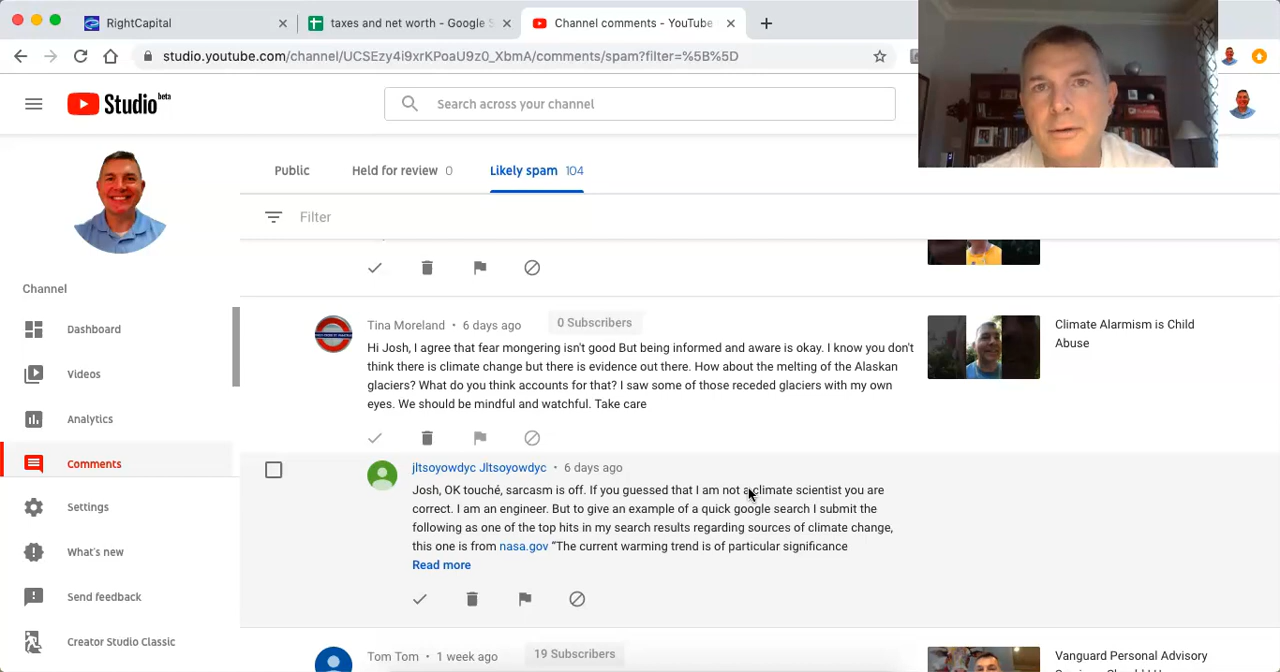 RightCapital
taxes and net worth - Google S
Channel comments - YouTube
studio.youtube.com/channel/UCSEzy4i9xrKPoaU9z0_XbmA/comments/spam?filter=%5B%5D
Studio beta
Search across your channel
Public
Held for review 0
Likely spam 104
Filter
Channel
Dashboard
Videos
Analytics
Comments
Settings
What's new
Send feedback
Creator Studio Classic
Tina Moreland • 6 days ago 0 Subscribers
Hi Josh, I agree that fear mongering isn't good But being informed and aware is okay. I know you don't
think there is climate change but there is evidence out there. How about the melting of the Alaskan
glaciers? What do you think accounts for that? I saw some of those receded glaciers with my own
eyes. We should be mindful and watchful. Take care
Climate Alarmism is Child
Abuse
jltsoyowdyc Jltsoyowdyc • 6 days ago
Josh, OK touché, sarcasm is off. If you guessed that I am not a climate scientist you are
correct. I am an engineer. But to give an example of a quick google search I submit the
following as one of the top hits in my search results regarding sources of climate change,
this one is from nasa.gov “The current warming trend is of particular significance
Read more
Tom Tom • 1 week ago 19 Subscribers
Vanguard Personal Advisory